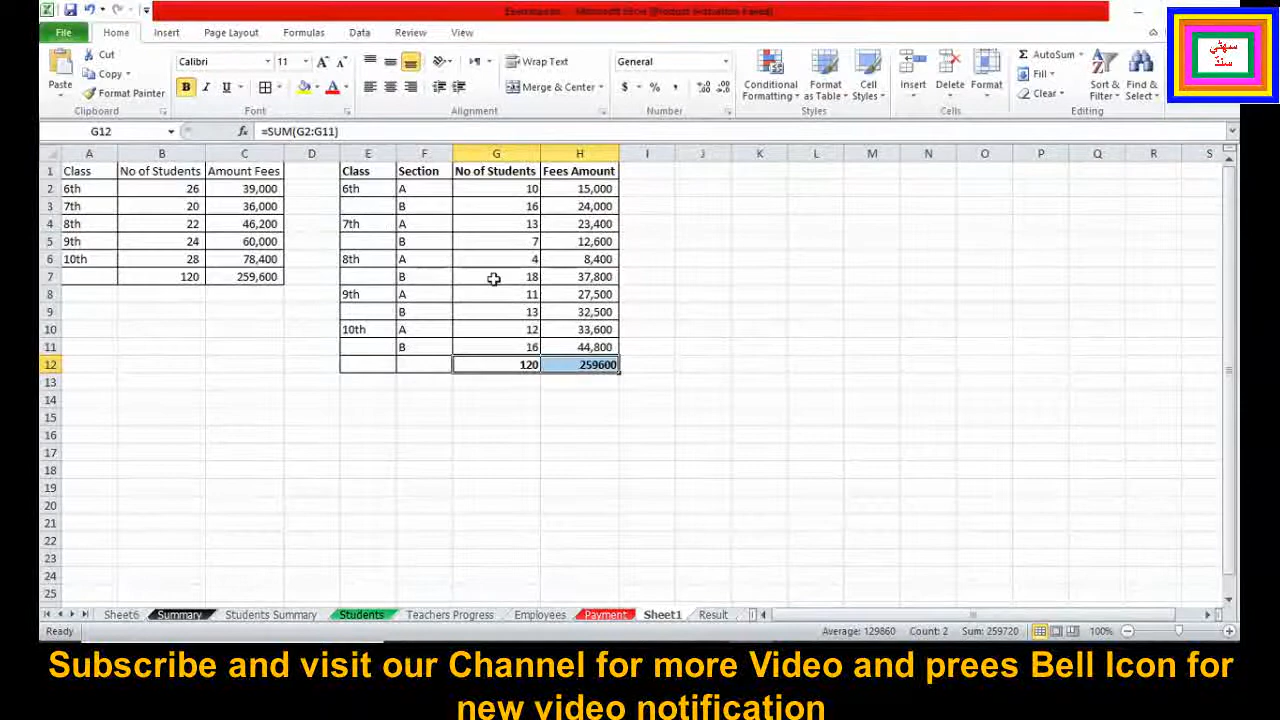 File Home Insert Page Layout Formulas Data Review View
Cut
Copy
Format Painter
Paste
Clipboard
Calibri 11
B I U
Font
Wrap Text
Merge & Center
Alignment
General
$ % ,
Number
Conditional Formatting
Format as Table
Cell Styles
Styles
Insert Delete Format
Cells
Σ AutoSum
Fill
Clear
Sort & Filter
Find & Select
Editing
سهڻي
سنڌ
G12 fx =SUM(G2:G11)
A B C D E F G H I J K L M N O P Q R S
1 Class No of Students Amount Fees Class Section No of Students Fees Amount
2 6th 26 39,000 6th A 10 15,000
3 7th 20 36,000 B 16 24,000
4 8th 22 46,200 7th A 13 23,400
5 9th 24 60,000 B 7 12,600
6 10th 28 78,400 8th A 4 8,400
7 120 259,600 B 18 37,800
8 9th A 11 27,500
9 B 13 32,500
10 10th A 12 33,600
11 B 16 44,800
12 120 259600
13
14
15
16
17
18
19
20
21
22
23
24
25
Sheet6 Summary Students Summary Students Teachers Progress Employees Payment Sheet1 Result
Ready Average: 129860 Count: 2 Sum: 259720 100%
Subscribe and visit our Channel for more Video and prees Bell Icon for
new video notification